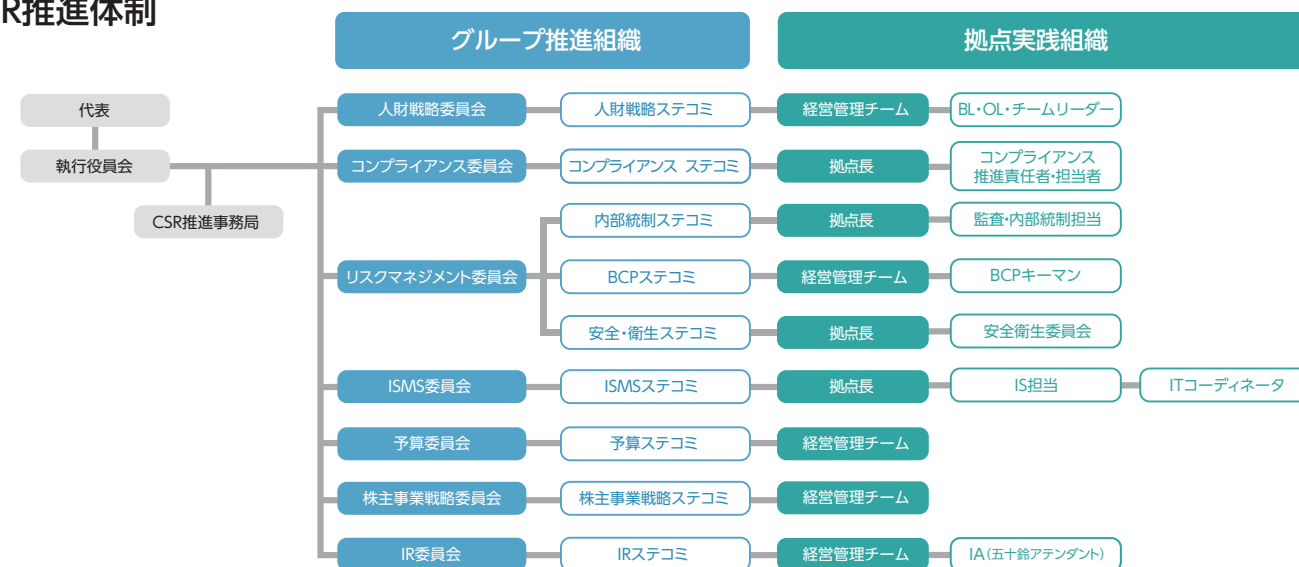 R推進体制
グループ推進組織
拠点実践組織
代表
執行役員会
CSR推進事務局
人財戦略委員会
人財戦略ステコミ
経営管理チーム
BL・OL・チームリーダー
コンプライアンス委員会
コンプライアンス ステコミ
拠点長
コンプライアンス
推進責任者・担当者
リスクマネジメント委員会
内部統制ステコミ
拠点長
監査・内部統制担当
BCPステコミ
経営管理チーム
BCPキーマン
安全・衛生ステコミ
拠点長
安全衛生委員会
ISMS委員会
ISMSステコミ
拠点長
IS担当
ITコーディネータ
予算委員会
予算ステコミ
経営管理チーム
株主事業戦略委員会
株主事業戦略ステコミ
経営管理チーム
IR委員会
IRステコミ
経営管理チーム
IA（五十鈴アテンダント）